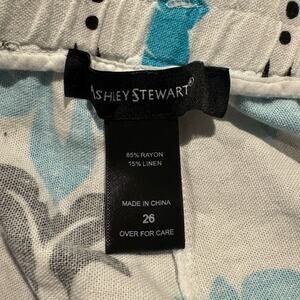 ASHLEY STEWART®
85% RAYON
15% LINEN
MADE IN CHINA
26
OVER FOR CARE